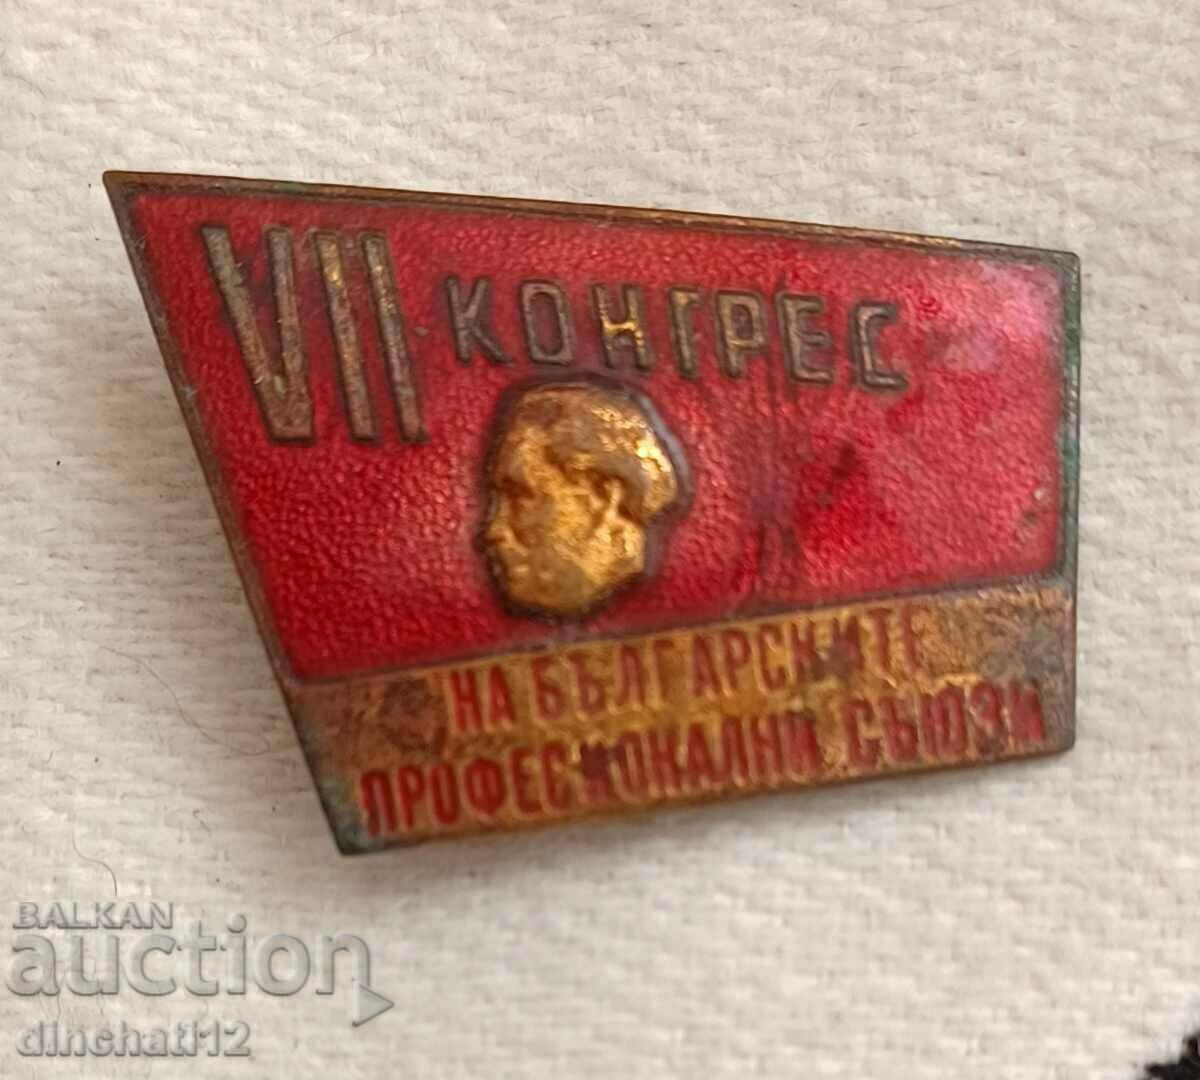 VII КОНГРЕС
НА БЪЛГАРСКИТЕ
ПРОФЕСИОНАЛНИ СЪЮЗИ
BALKAN
auction
dinchati12